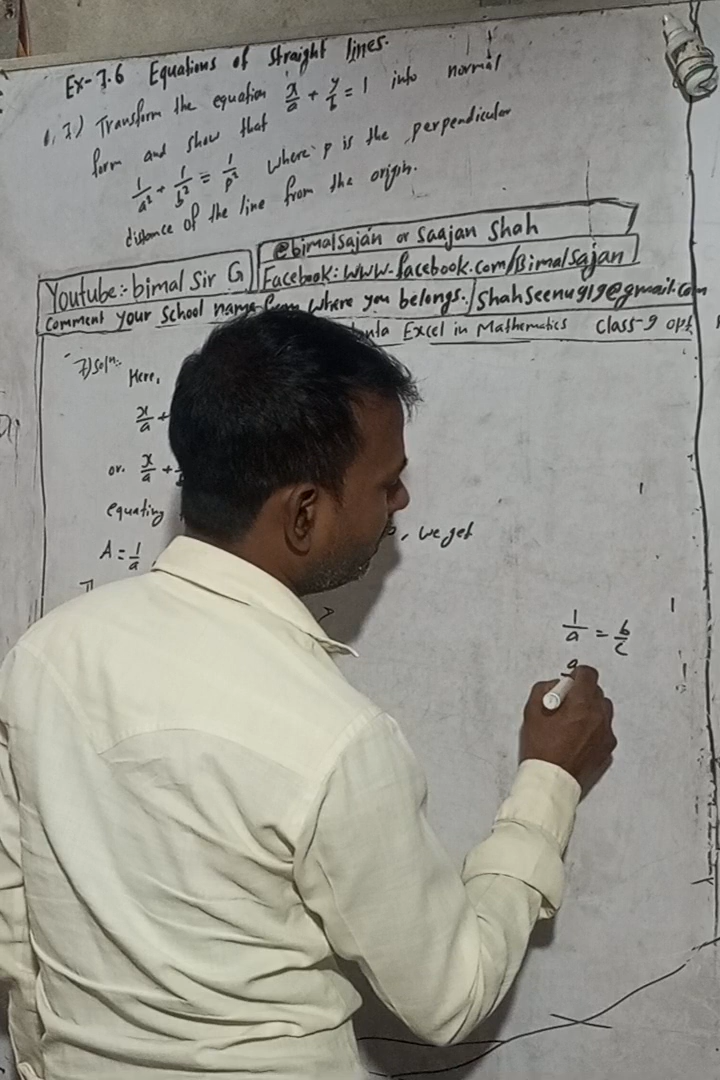 Ex-7.6 Equations of straight lines.
Q.7) Transform the equation x/a + y/b = 1 into normal
form and show that
1/a² + 1/b² = 1/p² where p is the perpendicular
distance of the line from the origin.
@bimalsajan or Saajan Shah
Youtube:- bimal Sir G
Facebook: www.facebook.com/Bimalsajan
Comment your School name from where you belongs.
Shahseenu919@gmail.com
Excel in Mathematics Class-9 opt
7) Solⁿ:
Here,
x/a +
or. x/a +
equating
, we get
A = 1/a
1/a = b/c
a